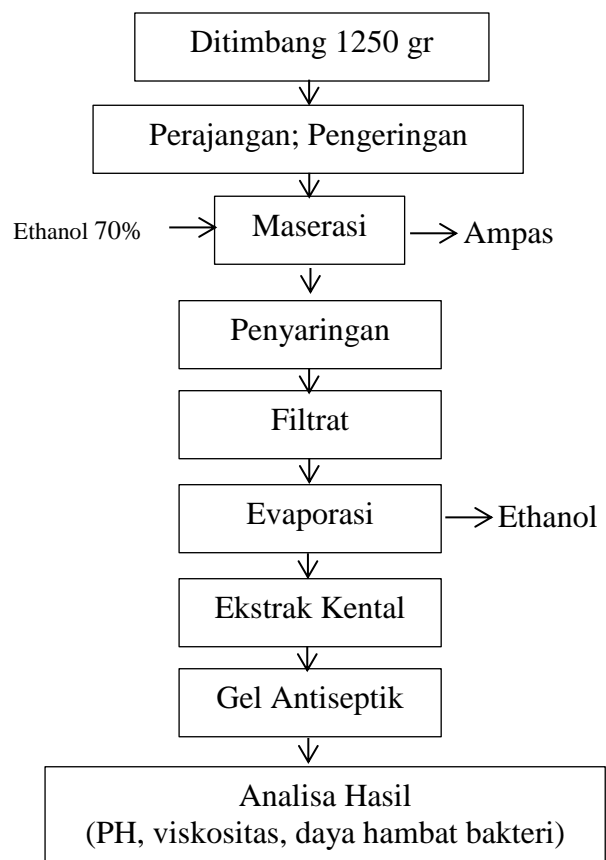 Ditimbang 1250 gr
Perajangan; Pengeringan
Ethanol 70%
Maserasi
Ampas
Penyaringan
Filtrat
Evaporasi
Ethanol
Ekstrak Kental
Gel Antiseptik
Analisa Hasil
(PH, viskositas, daya hambat bakteri)